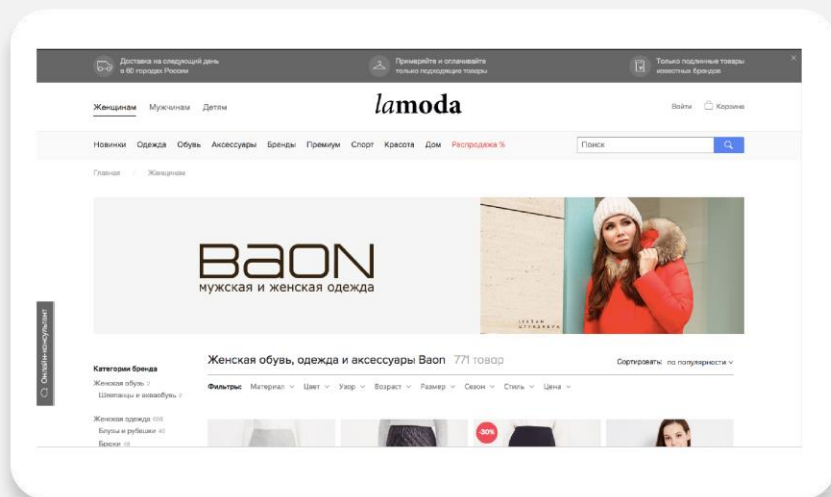 Доставка на следующий день
в 60 городах России
Примеряйте и оплачивайте
только подходящие товары
Только подлинные товары
известных брендов
Женщинам Мужчинам Детям
lamoda
Войти Корзина
Новинки Одежда Обувь Аксессуары Бренды Премиум Спорт Красота Дом Распродажа %
Поиск
Главная / Женщинам
BAON
мужская и женская одежда
Онлайн-консультант
Категории бренда
Женская обувь
Шлепанцы и аквaобувь
Женская одежда
Блузы и рубашки
Брюки
Женская обувь, одежда и аксессуары Baon 771 товар
Сортировать: по популярности
Фильтры: Материал Цвет Узор Возраст Размер Сезон Стиль Цена
-30%